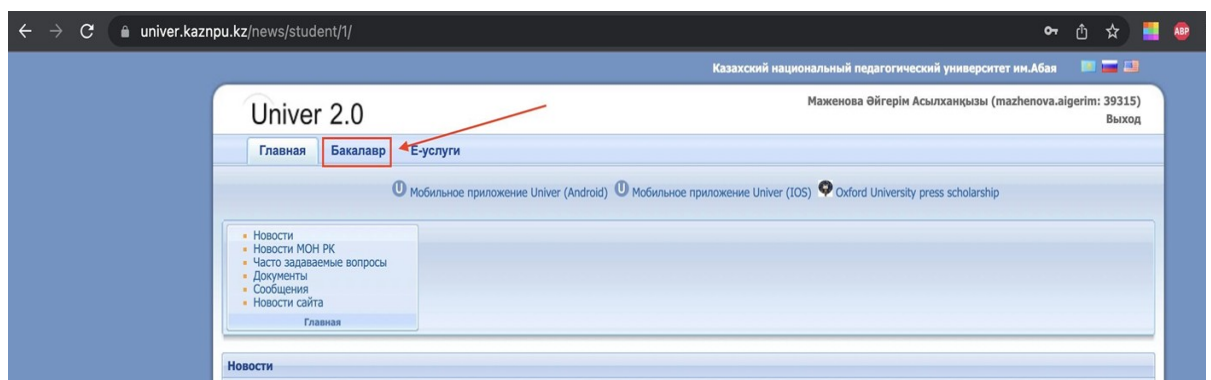 univer.kaznpu.kz/news/student/1/
ABP
Казахский национальный педагогический университет им.Абая
Univer 2.0
Маженова Әйгерім Асылханқызы (mazhenova.aigerim: 39315)
Выход
Главная Бакалавр Е-услуги
U Мобильное приложение Univer (Android) U Мобильное приложение Univer (IOS) Oxford University press scholarship
Новости
Новости МОН РК
Часто задаваемые вопросы
Документы
Сообщения
Новости сайта
Главная
Новости